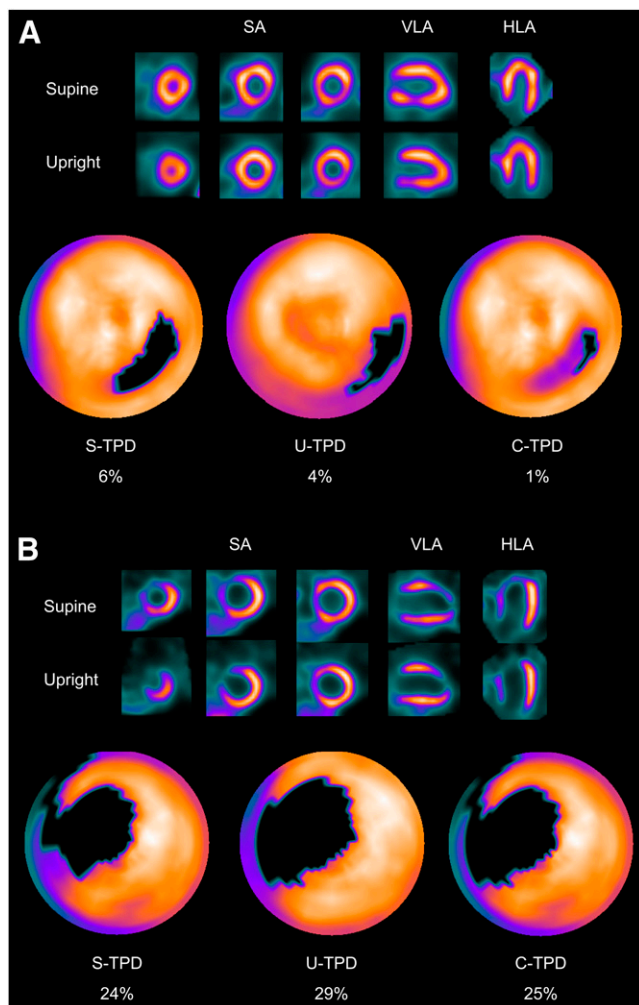 A
SA VLA HLA
Supine
Upright
S-TPD U-TPD C-TPD
6% 4% 1%
B
SA VLA HLA
Supine
Upright
S-TPD U-TPD C-TPD
24% 29% 25%